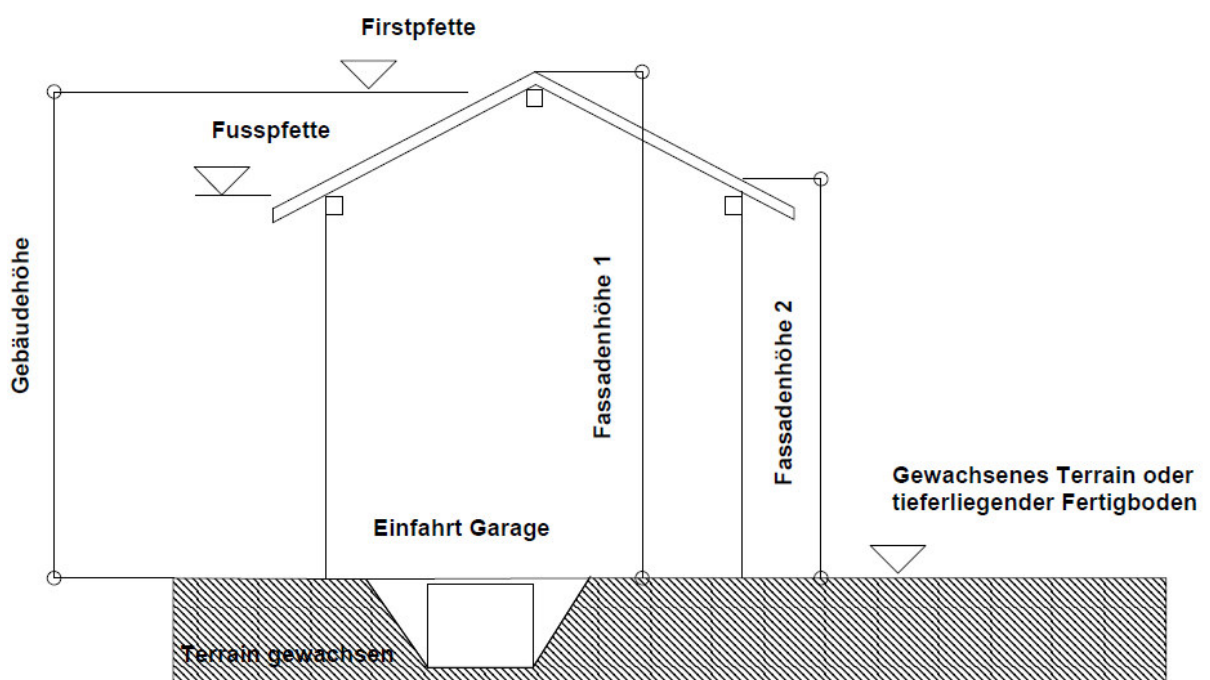 Firstpfette
Fusspfette
Gebäudehöhe
Fassadenhöhe 1
Fassadenhöhe 2
Gewachsenes Terrain oder
tieferliegender Fertigboden
Einfahrt Garage
Terrain gewachsen